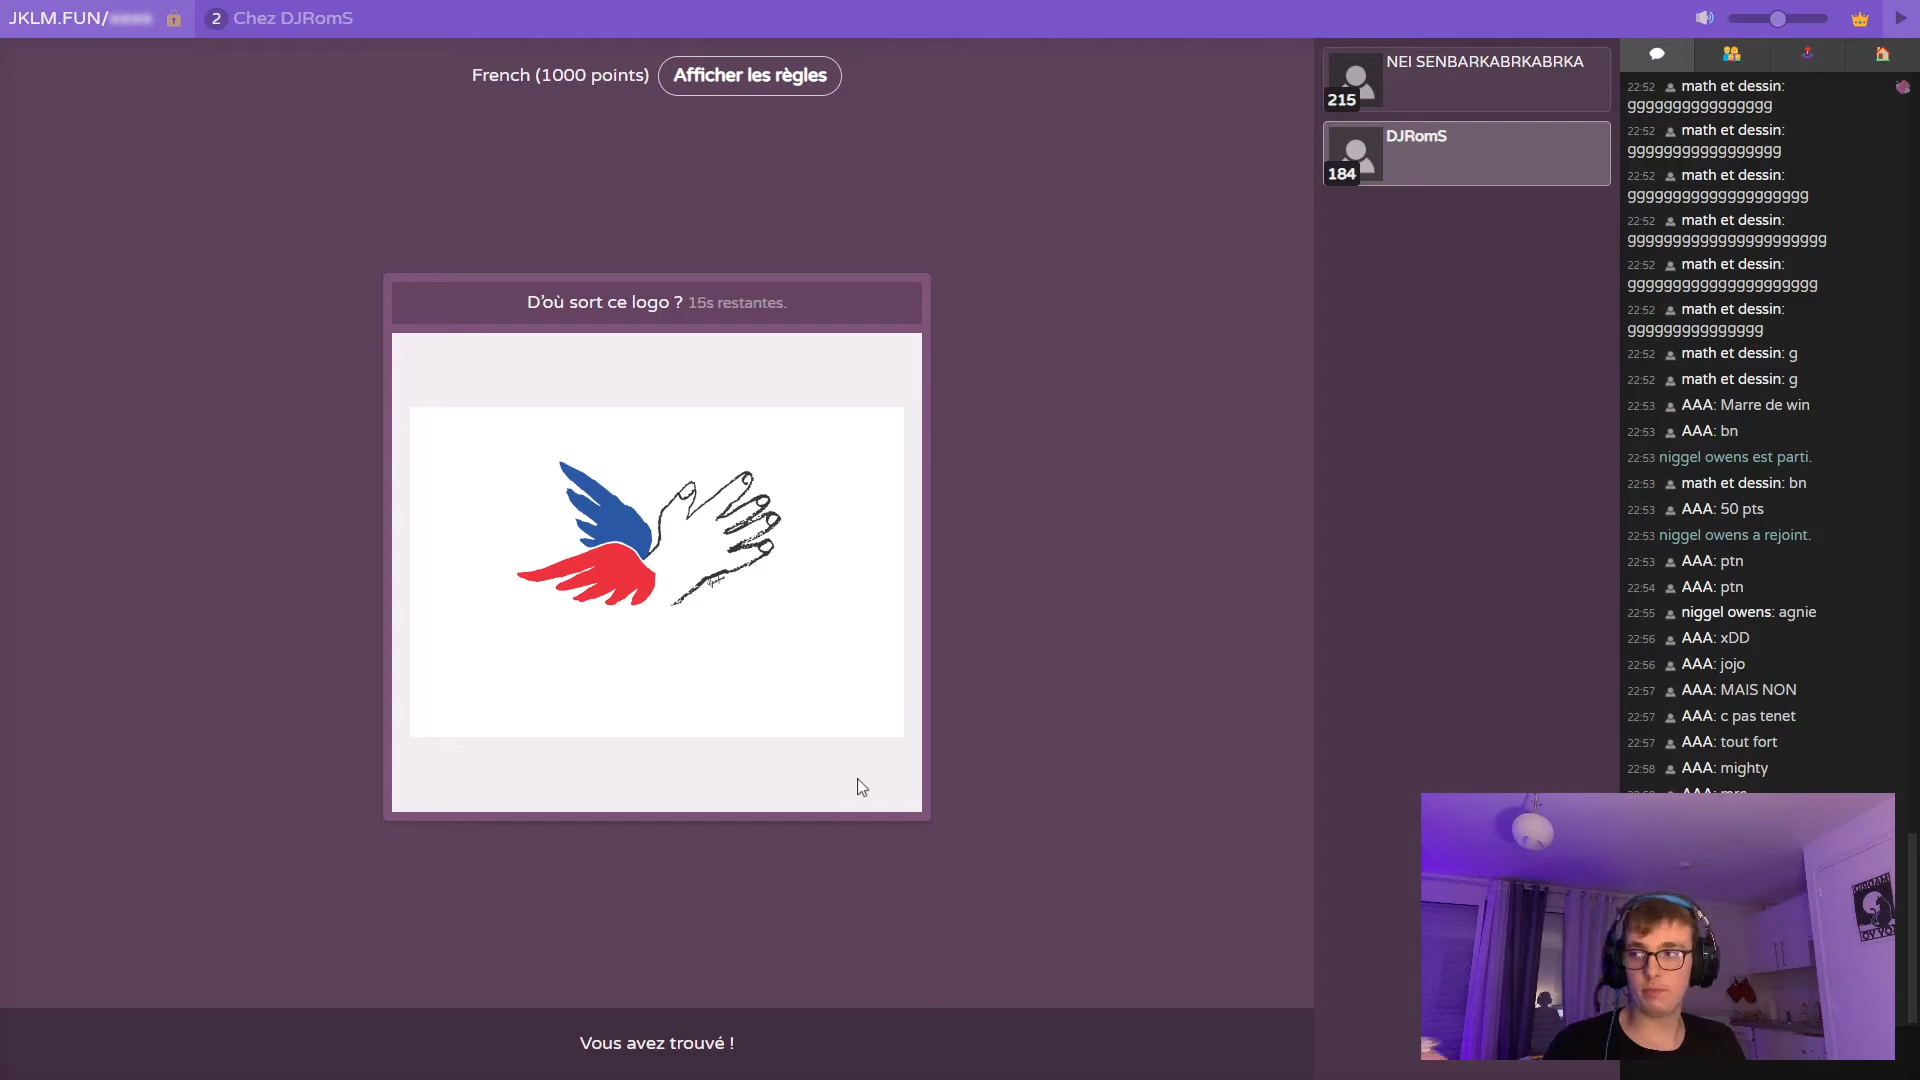 JKLM.FUN/
2 Chez DJRomS
French (1000 points) Afficher les règles
D'où sort ce logo ? 15s restantes.
Vous avez trouvé !
NEI SENBARKABRKABRKA
215
DJRomS
184
22:52 math et dessin:
gggggggggggggggg
22:52 math et dessin:
ggggggggggggggggg
22:52 math et dessin:
gggggggggggggggggggg
22:52 math et dessin:
gggggggggggggggggggggg
22:52 math et dessin:
ggggggggggggggggggggg
22:52 math et dessin:
ggggggggggggggg
22:52 math et dessin: g
22:52 math et dessin: g
22:53 AAA: Marre de win
22:53 AAA: bn
22:53 niggel owens est parti.
22:53 math et dessin: bn
22:53 AAA: 50 pts
22:53 niggel owens a rejoint.
22:53 AAA: ptn
22:54 AAA: ptn
22:55 niggel owens: agnie
22:56 AAA: xDD
22:56 AAA: jojo
22:57 AAA: MAIS NON
22:57 AAA: c pas tenet
22:57 AAA: tout fort
22:58 AAA: mighty